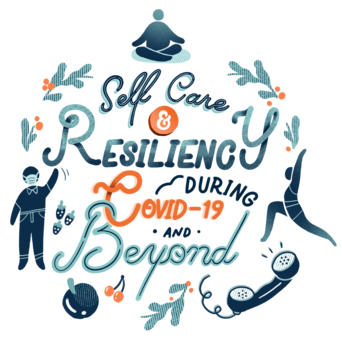 Self Care
&
RESILIENCY
DURING
COVID-19
·AND·
Beyond